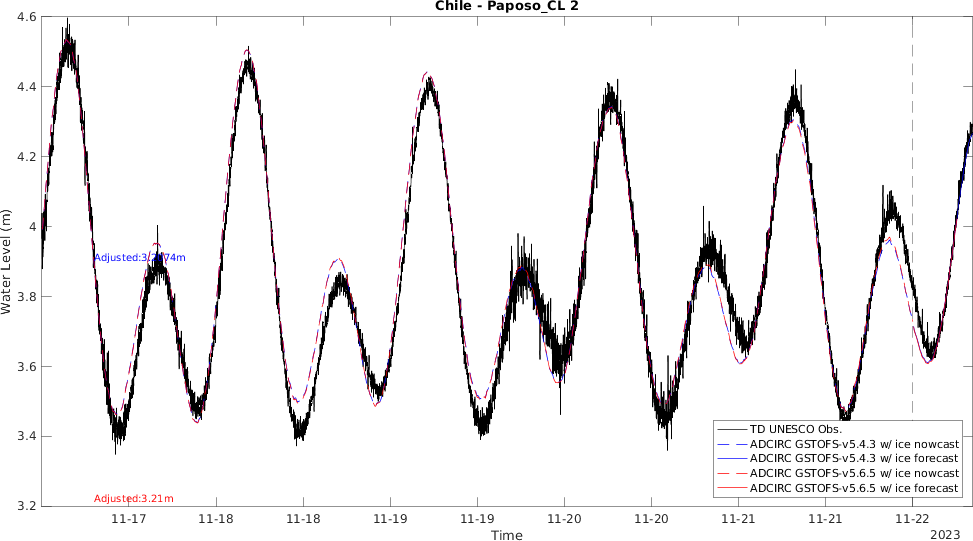 Chile - Paposo_CL 2
4.6
4.4
4.2
4
3.8
3.6
3.4
3.2
Water Level (m)
Adjusted:3.2074m
Adjusted:3.21m
TD UNESCO Obs.
ADCIRC GSTOFS-v5.4.3 w/ ice nowcast
ADCIRC GSTOFS-v5.4.3 w/ ice forecast
ADCIRC GSTOFS-v5.6.5 w/ ice nowcast
ADCIRC GSTOFS-v5.6.5 w/ ice forecast
11-17 11-18 11-18 11-19 11-19 11-20 11-20 11-21 11-21 11-22
Time
2023